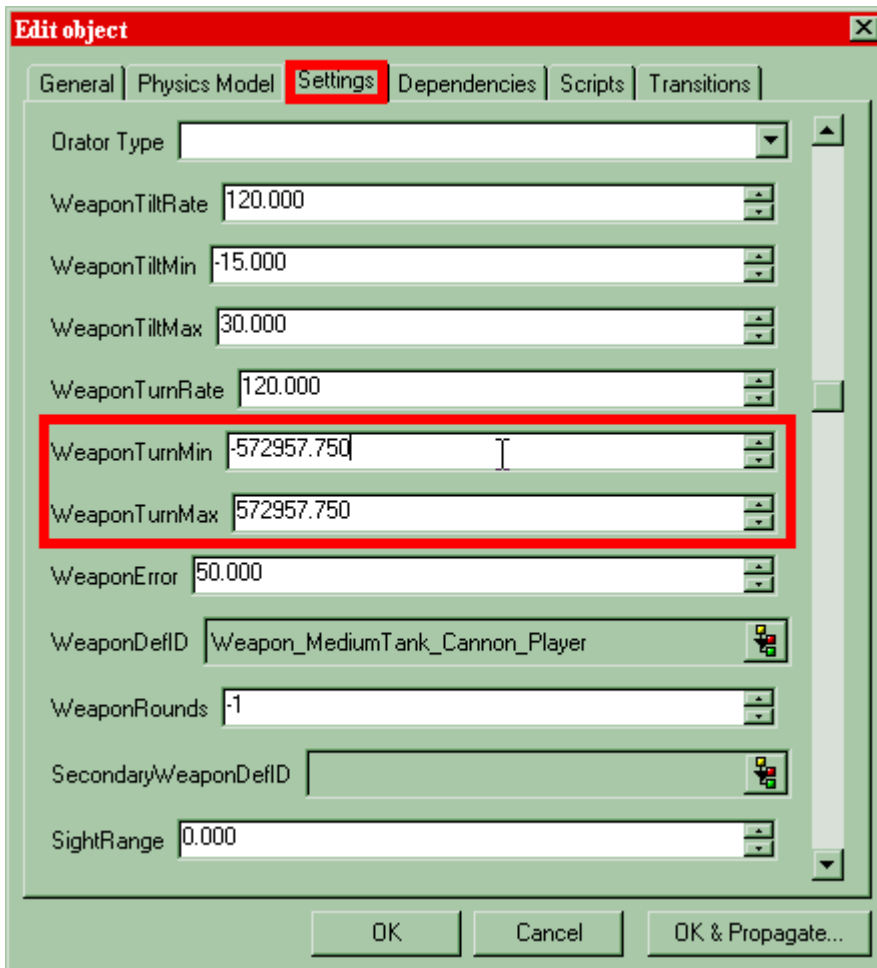 Edit object
General Physics Model Settings Dependencies Scripts Transitions
Orator Type
WeaponTiltRate 120.000
WeaponTiltMin -15.000
WeaponTiltMax 30.000
WeaponTurnRate 120.000
WeaponTurnMin -572957.750
WeaponTurnMax 572957.750
WeaponError 50.000
WeaponDefID Weapon_MediumTank_Cannon_Player
WeaponRounds -1
SecondaryWeaponDefID
SightRange 0.000
OK Cancel OK & Propagate...